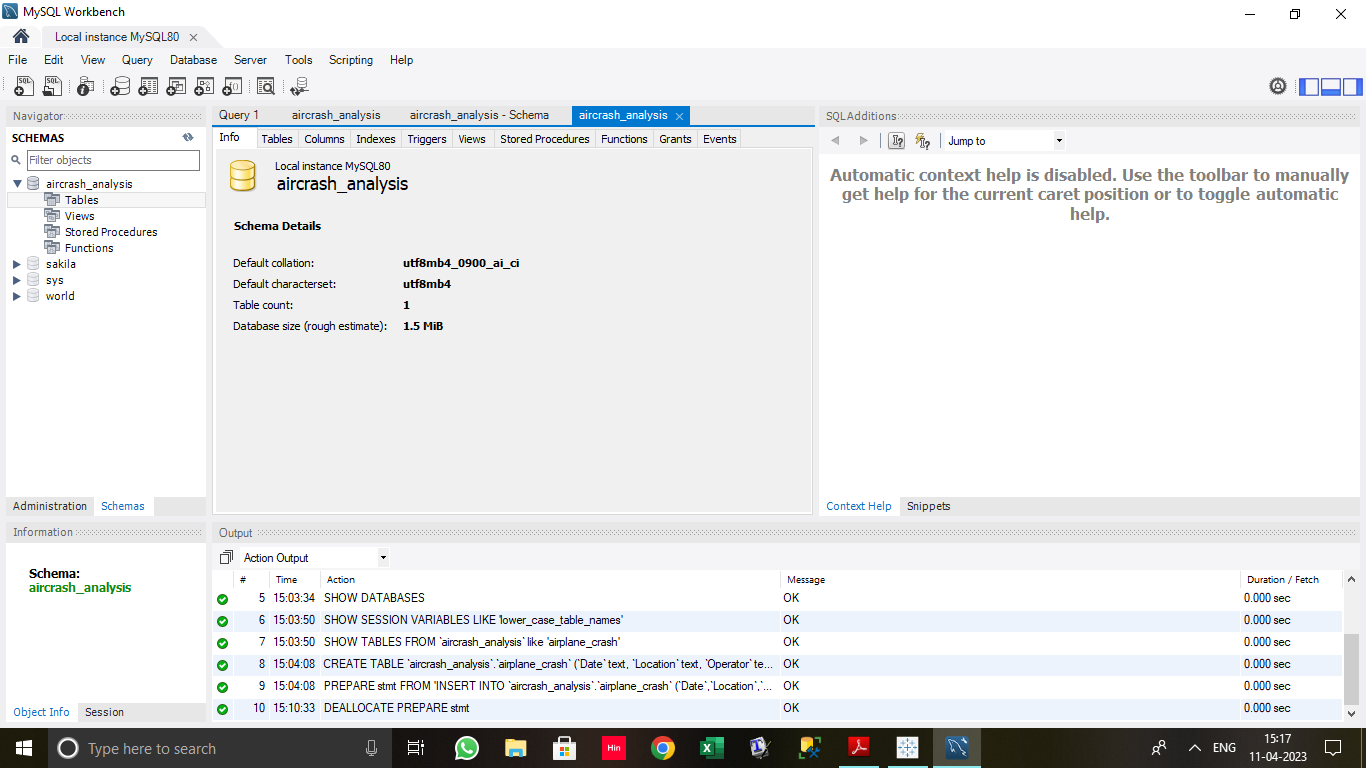 MySQL Workbench
Local instance MySQL80
File Edit View Query Database Server Tools Scripting Help
Navigator
SCHEMAS
Filter objects
aircrash_analysis
Tables
Views
Stored Procedures
Functions
sakila
sys
world
Administration Schemas
Information
Schema:
aircrash_analysis
Object Info Session
Query 1 aircrash_analysis aircrash_analysis - Schema aircrash_analysis
Info Tables Columns Indexes Triggers Views Stored Procedures Functions Grants Events
Local instance MySQL80
aircrash_analysis
Schema Details
Default collation: utf8mb4_0900_ai_ci
Default characterset: utf8mb4
Table count: 1
Database size (rough estimate): 1.5 MiB
SQLAdditions
Jump to
Automatic context help is disabled. Use the toolbar to manually
get help for the current caret position or to toggle automatic
help.
Context Help Snippets
Output
Action Output
# Time Action Message Duration / Fetch
5 15:03:34 SHOW DATABASES OK 0.000 sec
6 15:03:50 SHOW SESSION VARIABLES LIKE 'lower_case_table_names' OK 0.000 sec
7 15:03:50 SHOW TABLES FROM `aircrash_analysis` like 'airplane_crash' OK 0.000 sec
8 15:04:08 CREATE TABLE `aircrash_analysis`.`airplane_crash` (`Date` text, `Location` text, `Operator` te... OK 0.000 sec
9 15:04:08 PREPARE stmt FROM 'INSERT INTO `aircrash_analysis`.`airplane_crash` (`Date`,`Location`,`... OK 0.000 sec
10 15:10:33 DEALLOCATE PREPARE stmt OK 0.000 sec
Type here to search
Hin
ENG
15:17
11-04-2023